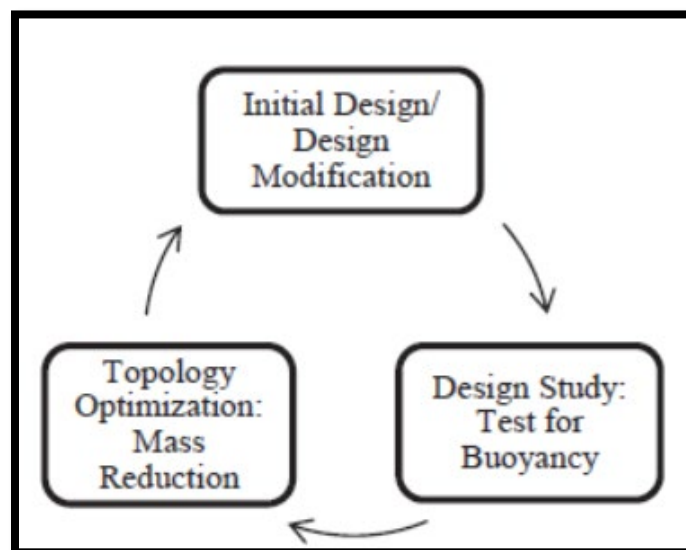 Initial Design/
Design
Modification
Topology
Optimization:
Mass
Reduction
Design Study:
Test for
Buoyancy